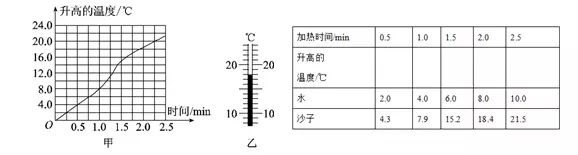 升高的温度/℃
24.0
20.0
16.0
12.0
8.0
4.0
O
0.5 1.0 1.5 2.0 2.5
时间/min
甲
℃
20 20
10 10
乙
加热时间/min 0.5 1.0 1.5 2.0 2.5
升高的
温度/℃
水 2.0 4.0 6.0 8.0 10.0
沙子 4.3 7.9 15.2 18.4 21.5